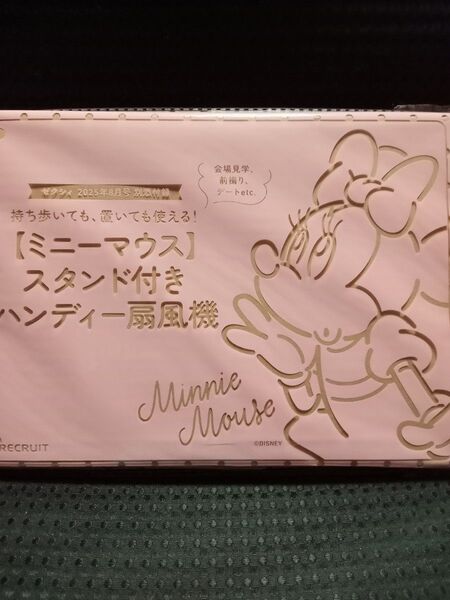 会場見学、
前撮り、
デートetc.
ゼクシィ 2025年8月号 別冊付録
持ち歩いても、置いても使える!
【ミニーマウス】
スタンド付き
ハンディー扇風機
Minnie
Mouse
RECRUIT
©DISNEY